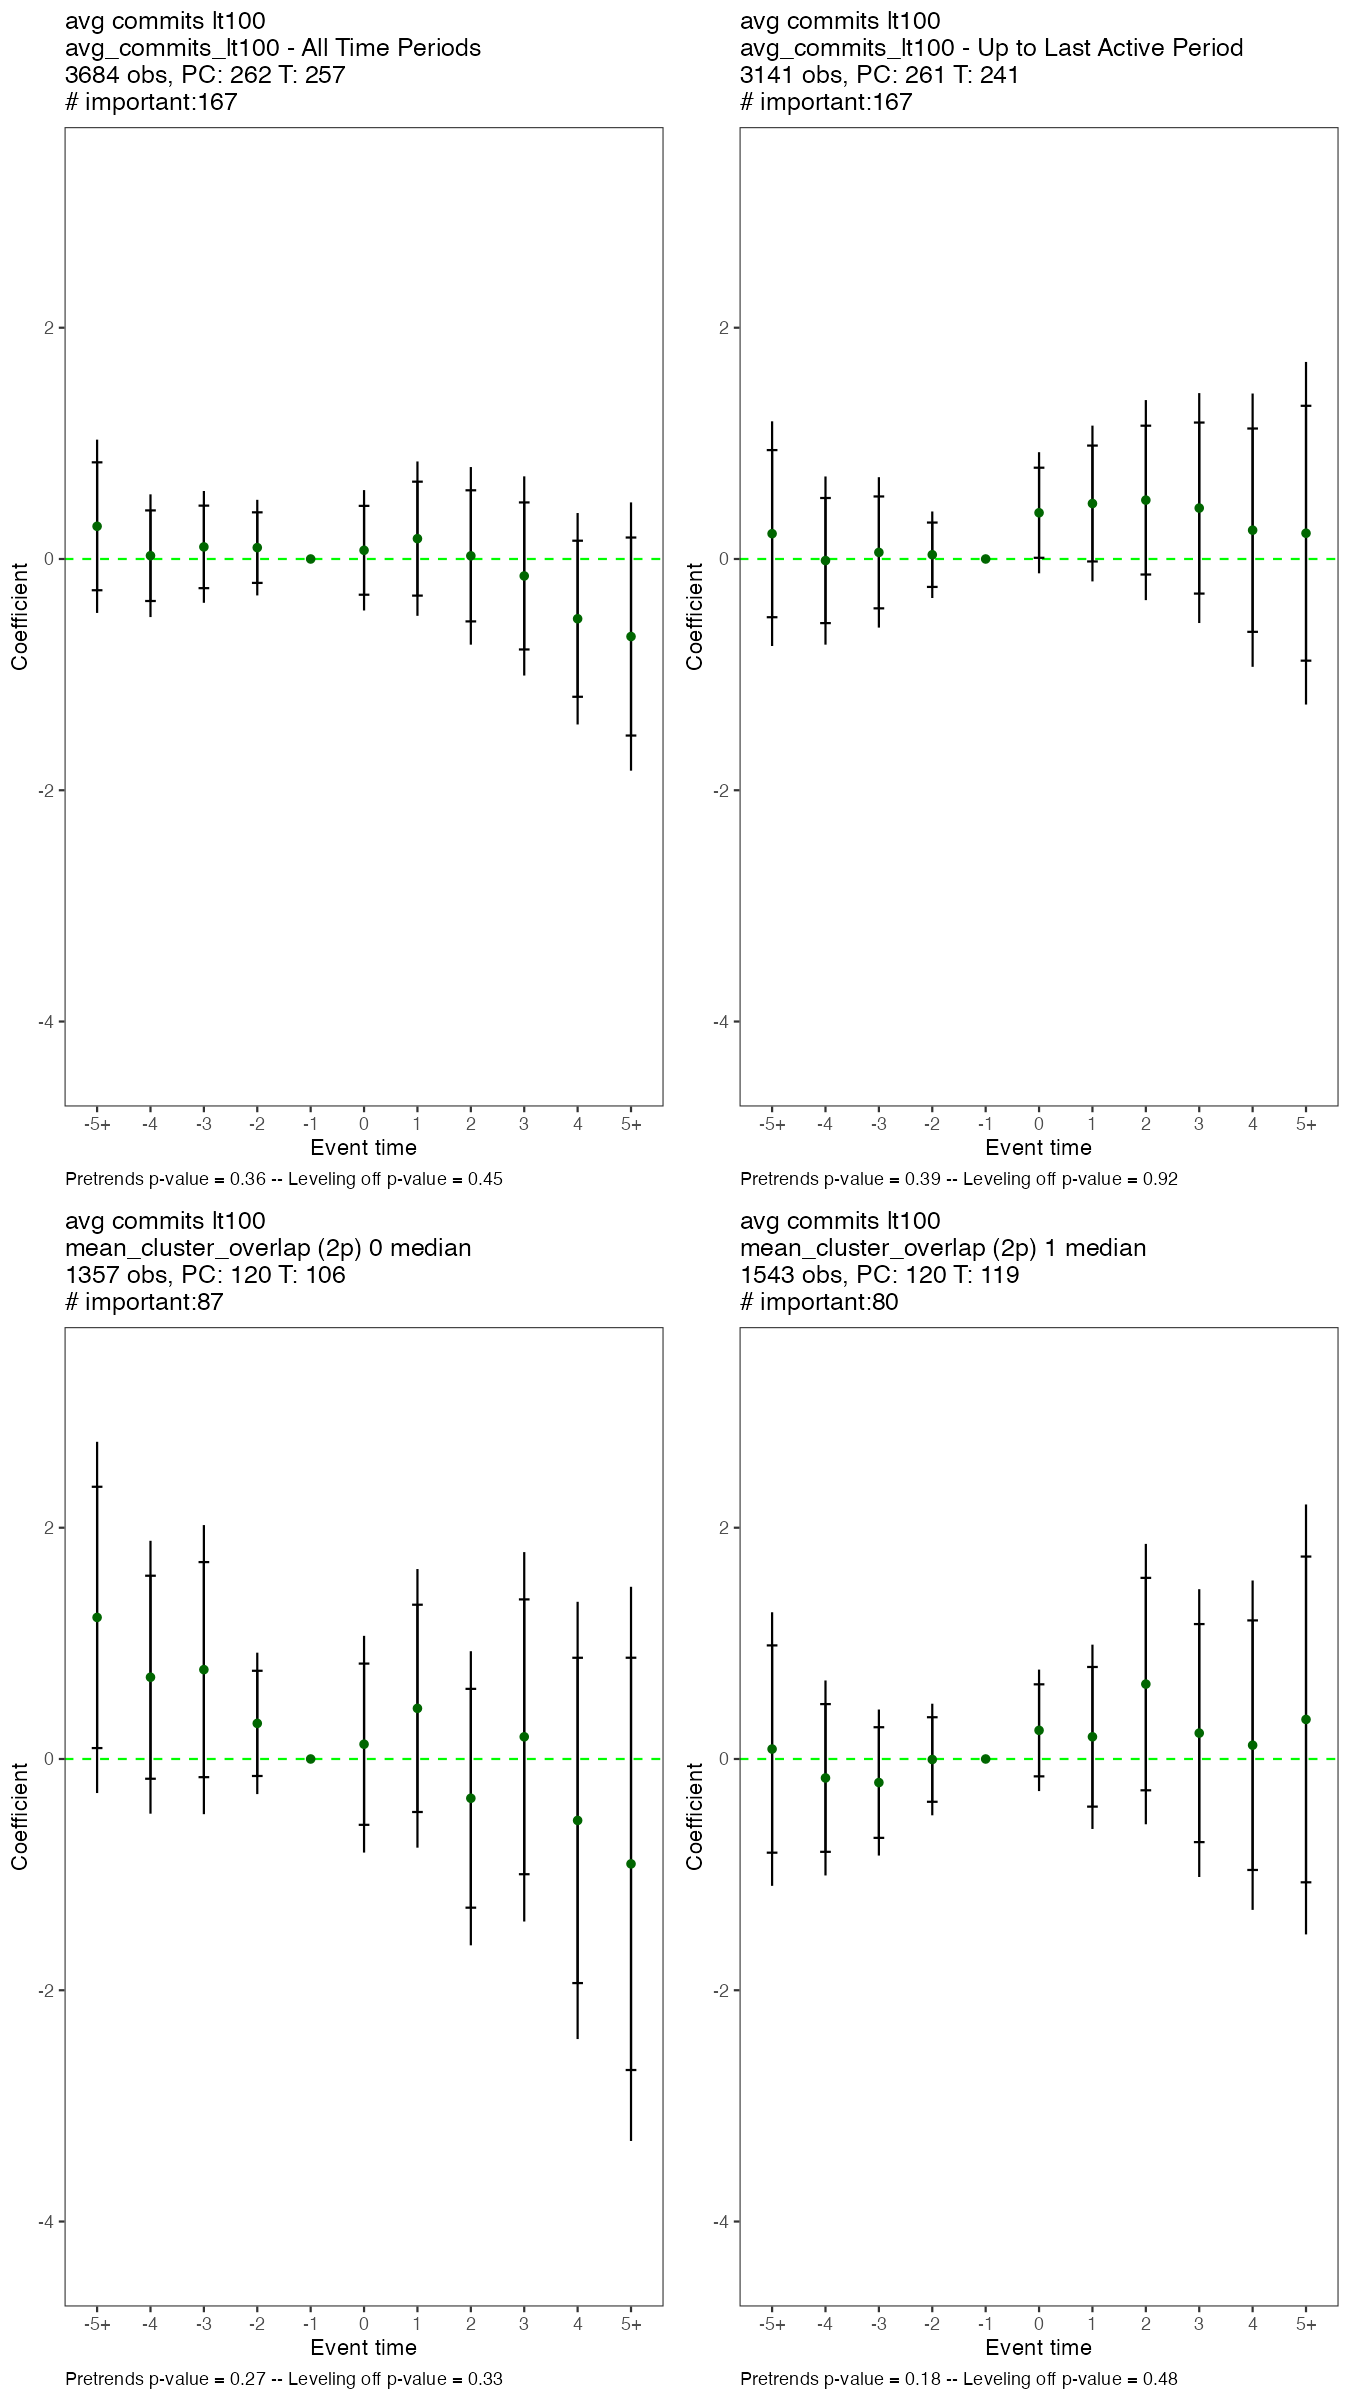 avg commits lt100
avg_commits_lt100 - All Time Periods
3684 obs, PC: 262 T: 257
# important:167
2
0
-2
-4
Coefficient
-5+ -4 -3 -2 -1 0 1 2 3 4 5+
Event time
Pretrends p-value = 0.36 -- Leveling off p-value = 0.45
avg commits lt100
avg_commits_lt100 - Up to Last Active Period
3141 obs, PC: 261 T: 241
# important:167
2
0
-2
-4
Coefficient
-5+ -4 -3 -2 -1 0 1 2 3 4 5+
Event time
Pretrends p-value = 0.39 -- Leveling off p-value = 0.92
avg commits lt100
mean_cluster_overlap (2p) 0 median
1357 obs, PC: 120 T: 106
# important:87
2
0
-2
-4
Coefficient
-5+ -4 -3 -2 -1 0 1 2 3 4 5+
Event time
Pretrends p-value = 0.27 -- Leveling off p-value = 0.33
avg commits lt100
mean_cluster_overlap (2p) 1 median
1543 obs, PC: 120 T: 119
# important:80
2
0
-2
-4
Coefficient
-5+ -4 -3 -2 -1 0 1 2 3 4 5+
Event time
Pretrends p-value = 0.18 -- Leveling off p-value = 0.48